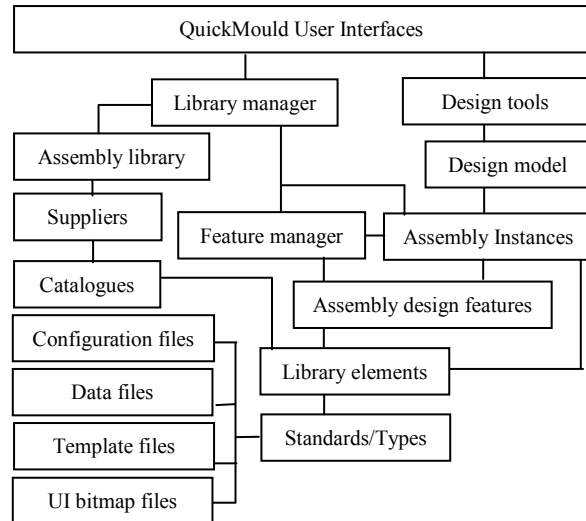 QuickMould User Interfaces
Library manager
Design tools
Assembly library
Design model
Suppliers
Feature manager
Assembly Instances
Catalogues
Assembly design features
Configuration files
Library elements
Data files
Standards/Types
Template files
UI bitmap files